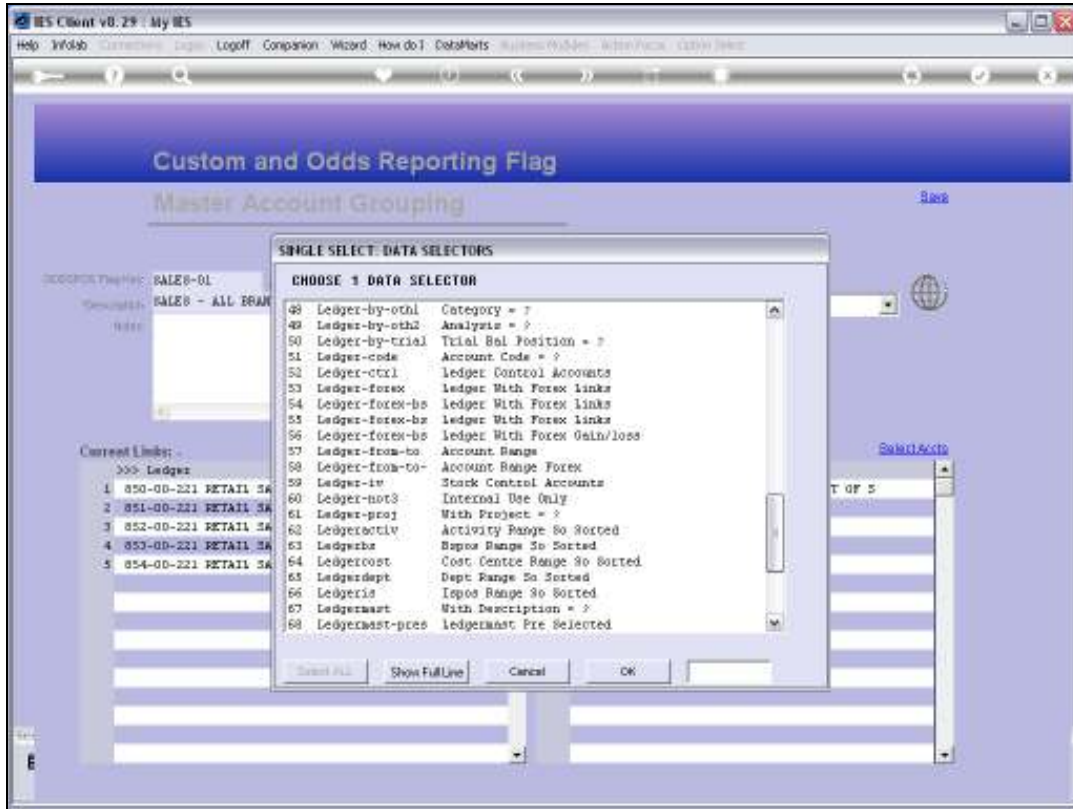 IES Client v8.29 : My IES
Help Infolab Logoff Companion Wizard How do I DataMarts
Custom and Odds Reporting Flag
Master Account Grouping
Save
SALES-01
SALES - ALL BRAN
Description
Notes
SINGLE SELECT: DATA SELECTORS
CHOOSE 1 DATA SELECTOR
48 Ledger-by-oth1 Category = ?
49 Ledger-by-oth2 Analysis = ?
50 Ledger-by-trial Trial Bal Position = ?
51 Ledger-code Account Code = ?
52 Ledger-ctrl Ledger Control Accounts
53 Ledger-forex Ledger With Forex Links
54 Ledger-forex-bs Ledger With Forex Links
55 Ledger-forex-bs Ledger With Forex Links
56 Ledger-forex-bs Ledger With Forex Gain/loss
57 Ledger-from-to Account Range
58 Ledger-from-to- Account Range Forex
59 Ledger-iv Stock Control Accounts
60 Ledger-not3 Internal Use Only
61 Ledger-proj With Project = ?
62 Ledgeractiv Activity Range So Sorted
63 Ledgerbs Bspos Range So Sorted
64 Ledgercost Cost Centre Range So Sorted
65 Ledgerdept Dept Range So Sorted
66 Ledgeris Ispos Range So Sorted
67 Ledgermast With Description = ?
68 Ledgermast-pres Ledgermast Pre Selected
Select ALL Show Full Line Cancel OK
Current Links: -
Select Accts
>>> Ledger
1 850-00-221 RETAIL SA
T OF S
2 851-00-221 RETAIL SA
3 852-00-221 RETAIL SA
4 853-00-221 RETAIL SA
5 854-00-221 RETAIL SA